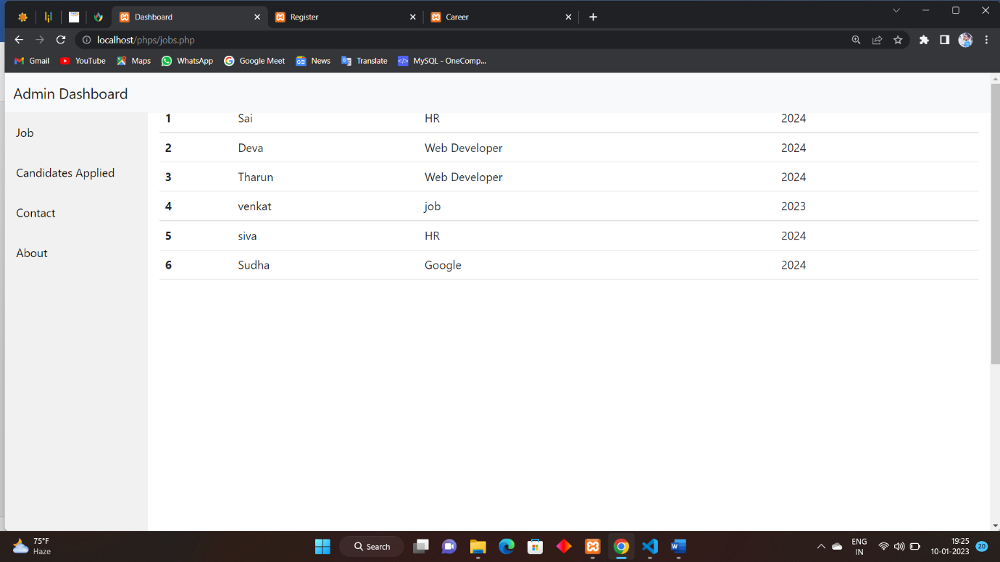 Dashboard
Register
Career
localhost/phps/jobs.php
Gmail
YouTube
Maps
WhatsApp
Google Meet
News
Translate
MySQL - OneComp...
Admin Dashboard
Job
Candidates Applied
Contact
About
1 Sai HR 2024
2 Deva Web Developer 2024
3 Tharun Web Developer 2024
4 venkat job 2023
5 siva HR 2024
6 Sudha Google 2024
75°F
Haze
Search
ENG
IN
19:25
10-01-2023
20